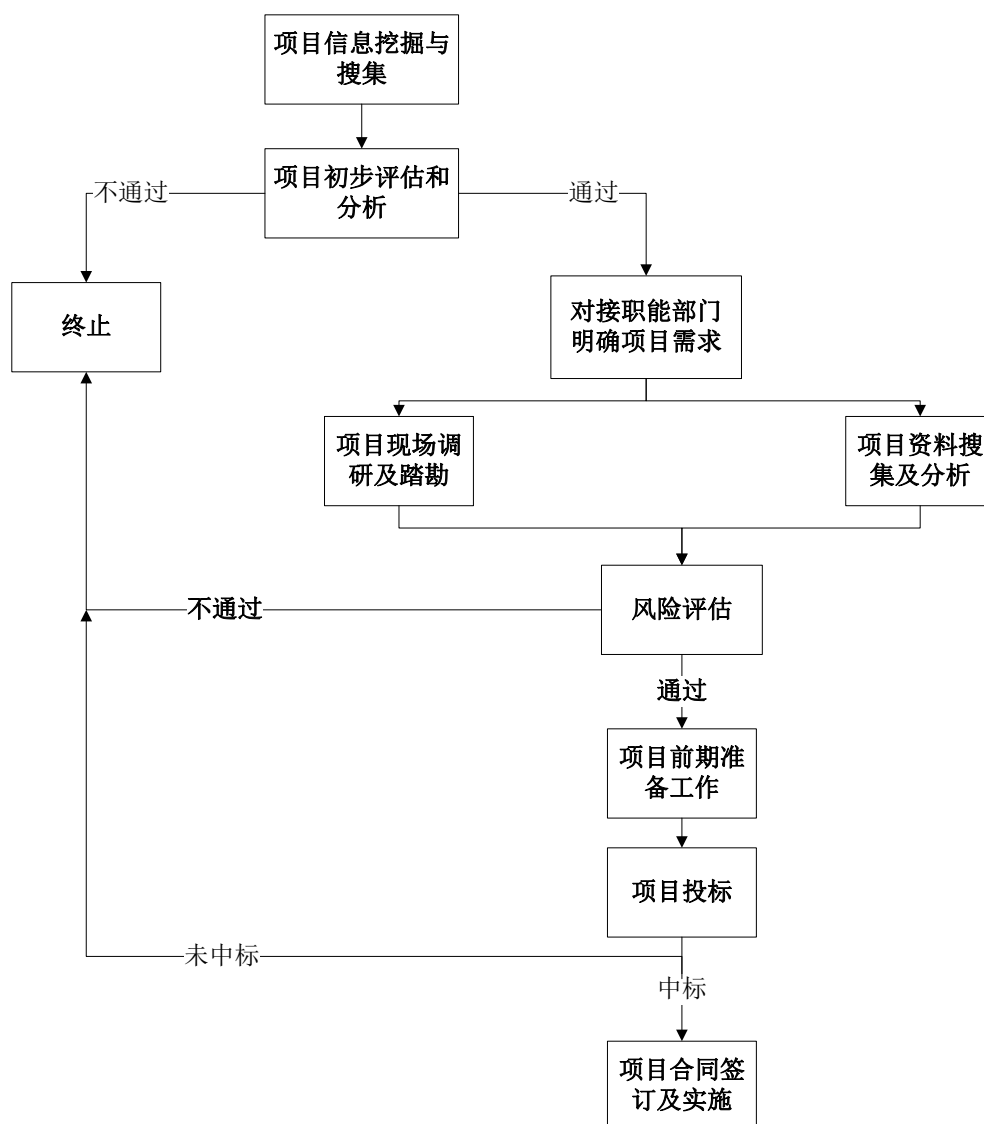 项目信息挖掘与
搜集
项目初步评估和
分析
不通过
通过
终止
对接职能部门
明确项目需求
项目现场调
研及踏勘
项目资料搜
集及分析
风险评估
不通过
通过
项目前期准
备工作
项目投标
未中标
中标
项目合同签
订及实施